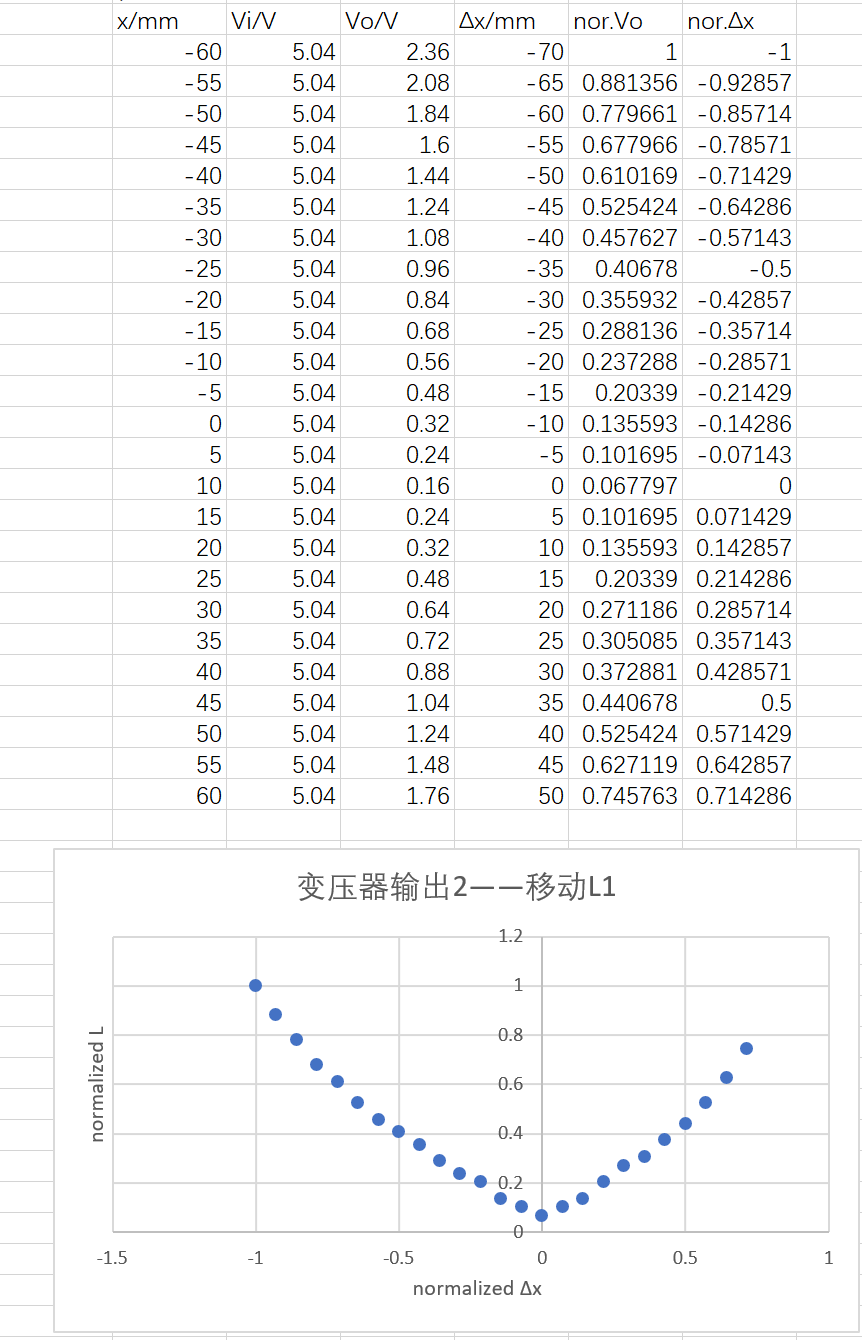 x/mm Vi/V Vo/V Δx/mm nor.Vo nor.Δx
-60 5.04 2.36 -70 1 -1
-55 5.04 2.08 -65 0.881356 -0.92857
-50 5.04 1.84 -60 0.779661 -0.85714
-45 5.04 1.6 -55 0.677966 -0.78571
-40 5.04 1.44 -50 0.610169 -0.71429
-35 5.04 1.24 -45 0.525424 -0.64286
-30 5.04 1.08 -40 0.457627 -0.57143
-25 5.04 0.96 -35 0.40678 -0.5
-20 5.04 0.84 -30 0.355932 -0.42857
-15 5.04 0.68 -25 0.288136 -0.35714
-10 5.04 0.56 -20 0.237288 -0.28571
-5 5.04 0.48 -15 0.20339 -0.21429
0 5.04 0.32 -10 0.135593 -0.14286
5 5.04 0.24 -5 0.101695 -0.07143
10 5.04 0.16 0 0.067797 0
15 5.04 0.24 5 0.101695 0.071429
20 5.04 0.32 10 0.135593 0.142857
25 5.04 0.48 15 0.20339 0.214286
30 5.04 0.64 20 0.271186 0.285714
35 5.04 0.72 25 0.305085 0.357143
40 5.04 0.88 30 0.372881 0.428571
45 5.04 1.04 35 0.440678 0.5
50 5.04 1.24 40 0.525424 0.571429
55 5.04 1.48 45 0.627119 0.642857
60 5.04 1.76 50 0.745763 0.714286
变压器输出2——移动L1
normalized L
1.2
1
0.8
0.6
0.4
0.2
0
-1.5 -1 -0.5 0 0.5 1
normalized Δx